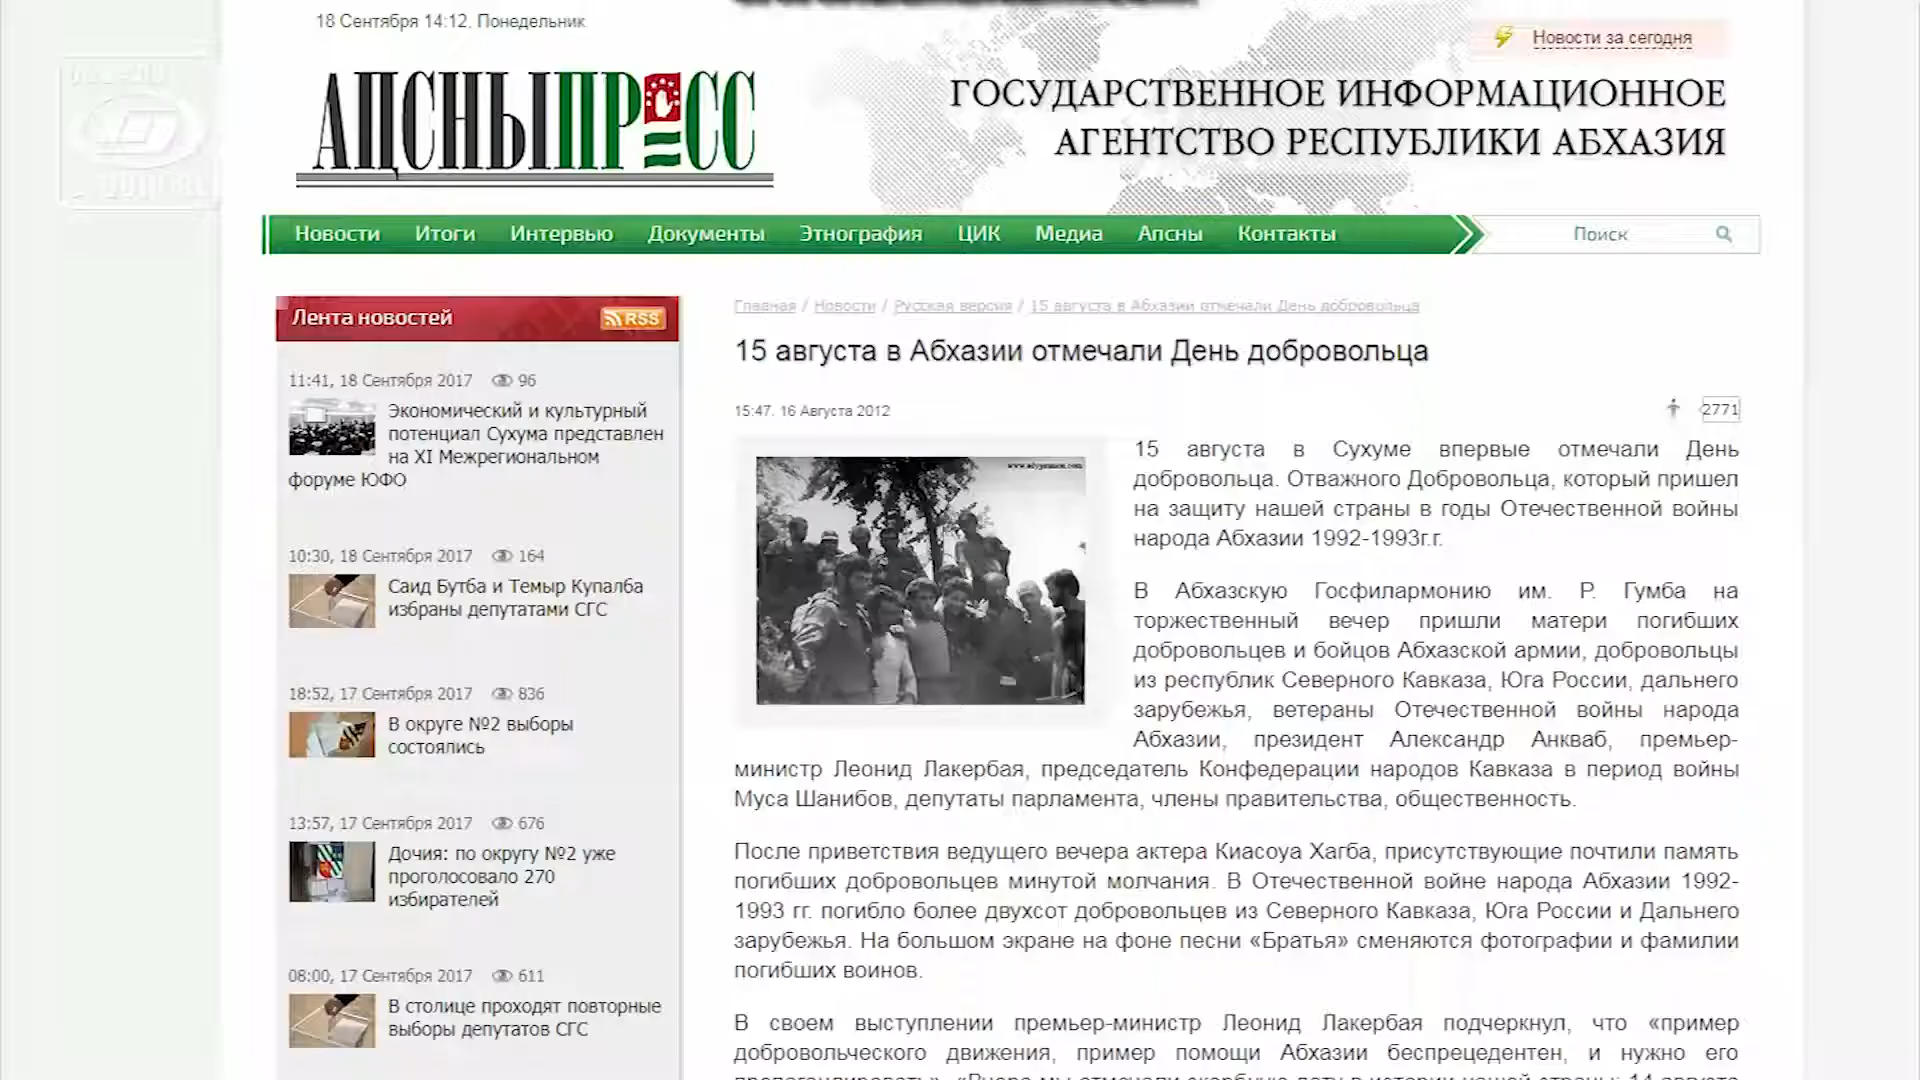 18 Сентября 14:12, Понедельник
Новости за сегодня
АԤСНЫПРЕСС
ГОСУДАРСТВЕННОЕ ИНФОРМАЦИОННОЕ
АГЕНТСТВО РЕСПУБЛИКИ АБХАЗИЯ
Новости Итоги Интервью Документы Этнография ЦИК Медиа Апсны Контакты Поиск
Лента новостей RSS
11:41, 18 Сентября 2017 96
Экономический и культурный
потенциал Сухума представлен
на XI Межрегиональном
форуме ЮФО
10:30, 18 Сентября 2017 164
Саид Бутба и Темыр Купалба
избраны депутатами СГС
18:52, 17 Сентября 2017 836
В округе №2 выборы
состоялись
13:57, 17 Сентября 2017 676
Дочия: по округу №2 уже
проголосовало 270
избирателей
08:00, 17 Сентября 2017 611
В столице проходят повторные
выборы депутатов СГС
Главная / Новости / Русская версия / 15 августа в Абхазии отмечали День добровольца
15 августа в Абхазии отмечали День добровольца
15:47, 16 Августа 2012
2771
15 августа в Сухуме впервые отмечали День
добровольца. Отважного Добровольца, который пришел
на защиту нашей страны в годы Отечественной войны
народа Абхазии 1992-1993г.г.
В Абхазскую Госфилармонию им. Р. Гумба на
торжественный вечер пришли матери погибших
добровольцев и бойцов Абхазской армии, добровольцы
из республик Северного Кавказа, Юга России, дальнего
зарубежья, ветераны Отечественной войны народа
Абхазии, президент Александр Анкваб, премьер-
министр Леонид Лакербая, председатель Конфедерации народов Кавказа в период войны
Муса Шанибов, депутаты парламента, члены правительства, общественность.
После приветствия ведущего вечера актера Киасоуа Хагба, присутствующие почтили память
погибших добровольцев минутой молчания. В Отечественной войне народа Абхазии 1992-
1993 гг. погибло более двухсот добровольцев из Северного Кавказа, Юга России и Дальнего
зарубежья. На большом экране на фоне песни «Братья» сменяются фотографии и фамилии
погибших воинов.
В своем выступлении премьер-министр Леонид Лакербая подчеркнул, что «пример
добровольческого движения, пример помощи Абхазии беспрецедентен, и нужно его